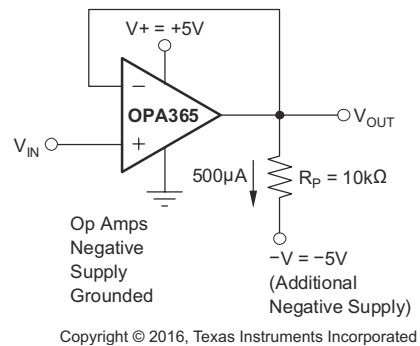 V+ = +5V
−
OPA365
V_IN
+
V_OUT
500µA
R_P = 10kΩ
Op Amps
Negative
Supply
Grounded
−V = −5V
(Additional
Negative Supply)
Copyright © 2016, Texas Instruments Incorporated